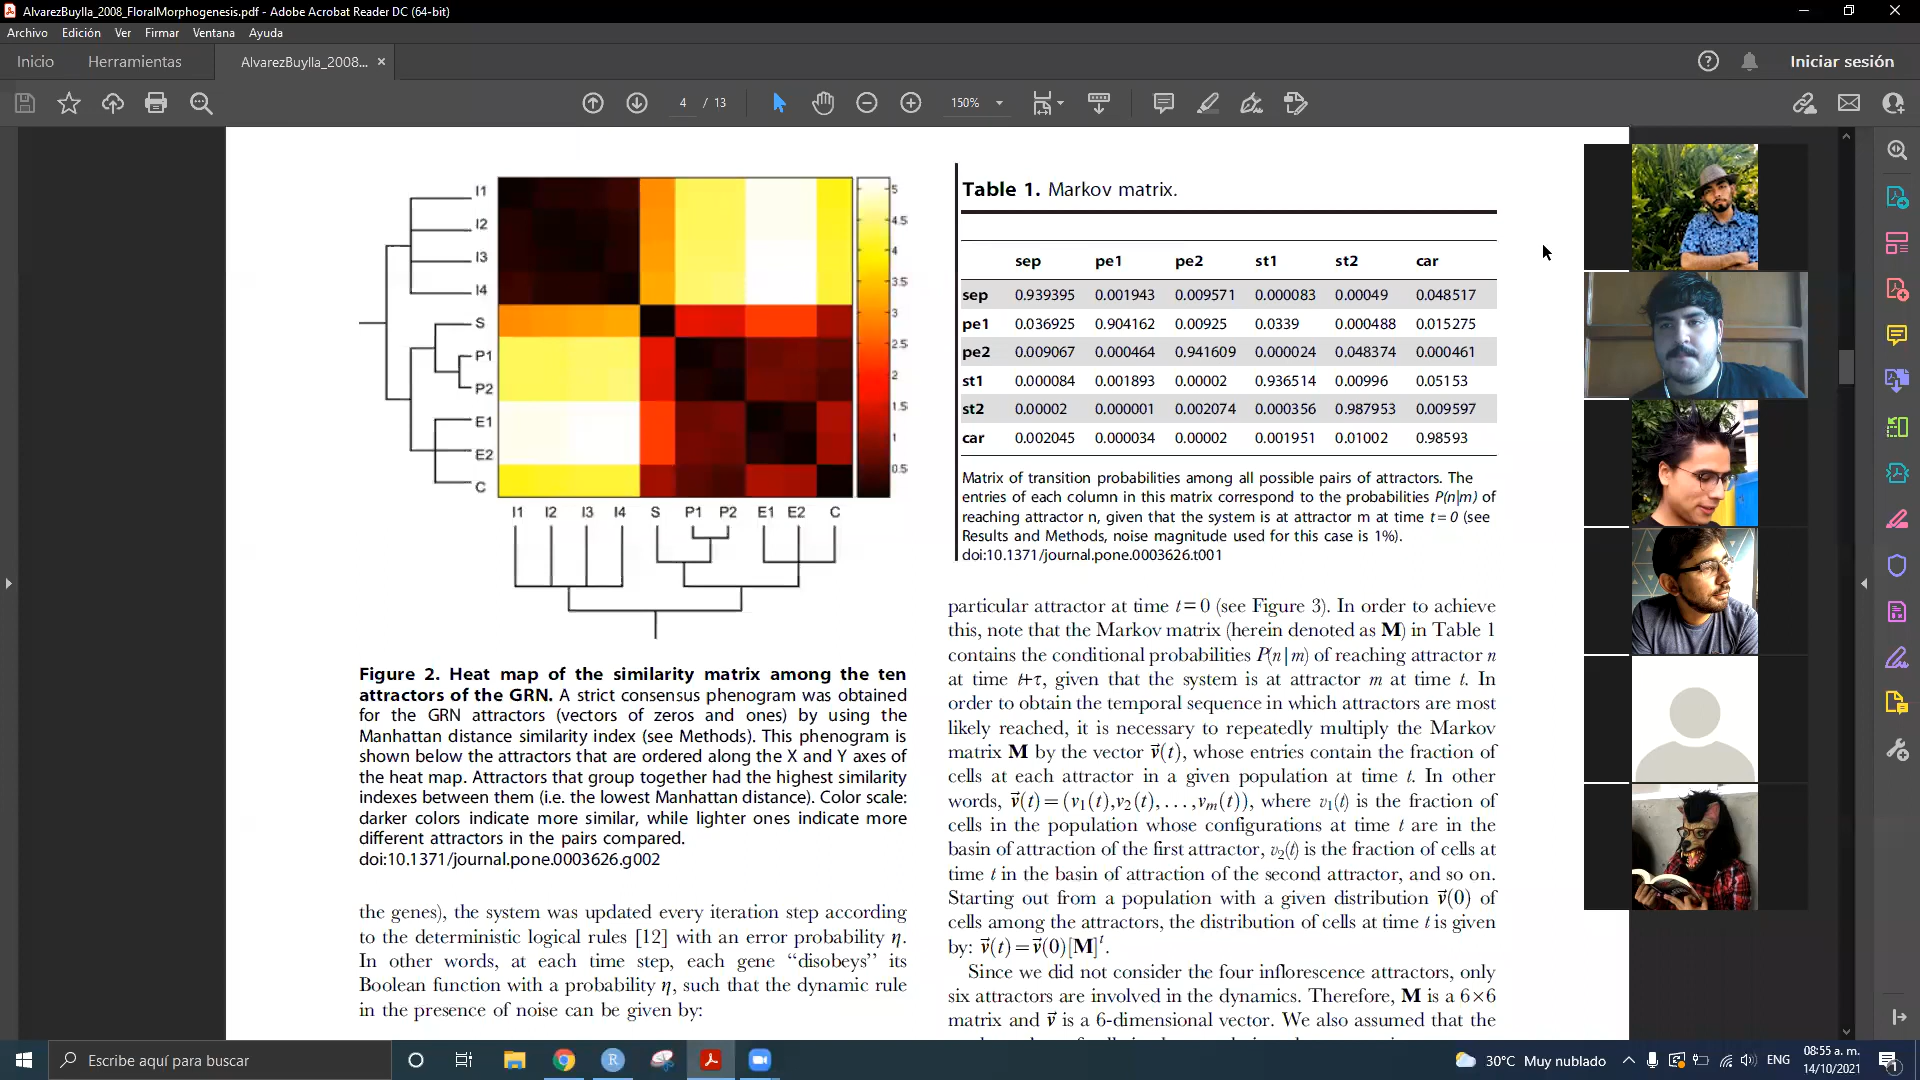 AlvarezBuylla_2008_FloralMorphogenesis.pdf - Adobe Acrobat Reader DC (64-bit)
Archivo Edición Ver Firmar Ventana Ayuda
Inicio Herramientas AlvarezBuylla_2008... × Iniciar sesión
4 / 13 150%
I1
I2
I3
I4
S
P1
P2
E1
E2
C
5
4.5
4
3.5
3
2.5
2
1.5
1
0.5
I1 I2 I3 I4 S P1 P2 E1 E2 C
Figure 2. Heat map of the similarity matrix among the ten
attractors of the GRN. A strict consensus phenogram was obtained
for the GRN attractors (vectors of zeros and ones) by using the
Manhattan distance similarity index (see Methods). This phenogram is
shown below the attractors that are ordered along the X and Y axes of
the heat map. Attractors that group together had the highest similarity
indexes between them (i.e. the lowest Manhattan distance). Color scale:
darker colors indicate more similar, while lighter ones indicate more
different attractors in the pairs compared.
doi:10.1371/journal.pone.0003626.g002
the genes), the system was updated every iteration step according
to the deterministic logical rules [12] with an error probability η.
In other words, at each time step, each gene “disobeys” its
Boolean function with a probability η, such that the dynamic rule
in the presence of noise can be given by:
Table 1. Markov matrix.
sep pe1 pe2 st1 st2 car
sep 0.939395 0.001943 0.009571 0.000083 0.00049 0.048517
pe1 0.036925 0.904162 0.00925 0.0339 0.000488 0.015275
pe2 0.009067 0.000464 0.941609 0.000024 0.048374 0.000461
st1 0.000084 0.001893 0.00002 0.936514 0.00996 0.05153
st2 0.00002 0.000001 0.002074 0.000356 0.987953 0.009597
car 0.002045 0.000034 0.00002 0.001951 0.01002 0.98593
Matrix of transition probabilities among all possible pairs of attractors. The
entries of each column in this matrix correspond to the probabilities P(n|m) of
reaching attractor n, given that the system is at attractor m at time t = 0 (see
Results and Methods, noise magnitude used for this case is 1%).
doi:10.1371/journal.pone.0003626.t001
particular attractor at time t = 0 (see Figure 3). In order to achieve
this, note that the Markov matrix (herein denoted as M) in Table 1
contains the conditional probabilities P(n|m) of reaching attractor n
at time t+τ, given that the system is at attractor m at time t. In
order to obtain the temporal sequence in which attractors are most
likely reached, it is necessary to repeatedly multiply the Markov
matrix M by the vector v⃗(t), whose entries contain the fraction of
cells at each attractor in a given population at time t. In other
words, v⃗(t) = (v₁(t),v₂(t), . . . ,vₘ(t)), where v₁(t) is the fraction of
cells in the population whose configurations at time t are in the
basin of attraction of the first attractor, v₂(t) is the fraction of cells at
time t in the basin of attraction of the second attractor, and so on.
Starting out from a population with a given distribution v⃗(0) of
cells among the attractors, the distribution of cells at time t is given
by: v⃗(t) = v⃗(0)[M]ᵗ.
Since we did not consider the four inflorescence attractors, only
six attractors are involved in the dynamics. Therefore, M is a 6×6
matrix and v⃗ is a 6-dimensional vector. We also assumed that the
Escribe aquí para buscar
30°C Muy nublado ENG 08:55 a. m.
14/10/2021